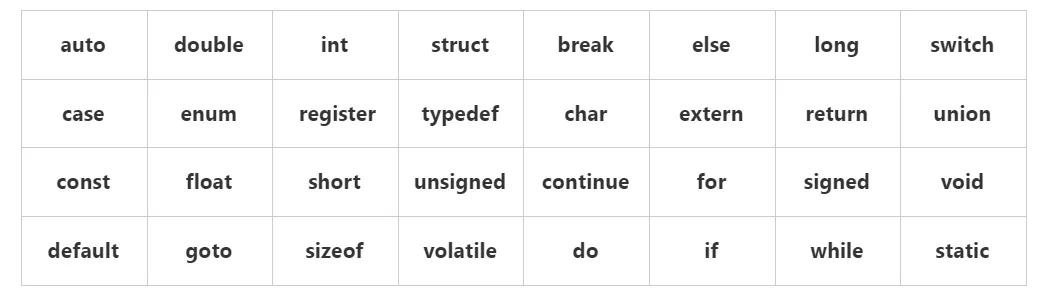 auto double int struct break else long switch
case enum register typedef char extern return union
const float short unsigned continue for signed void
default goto sizeof volatile do if while static